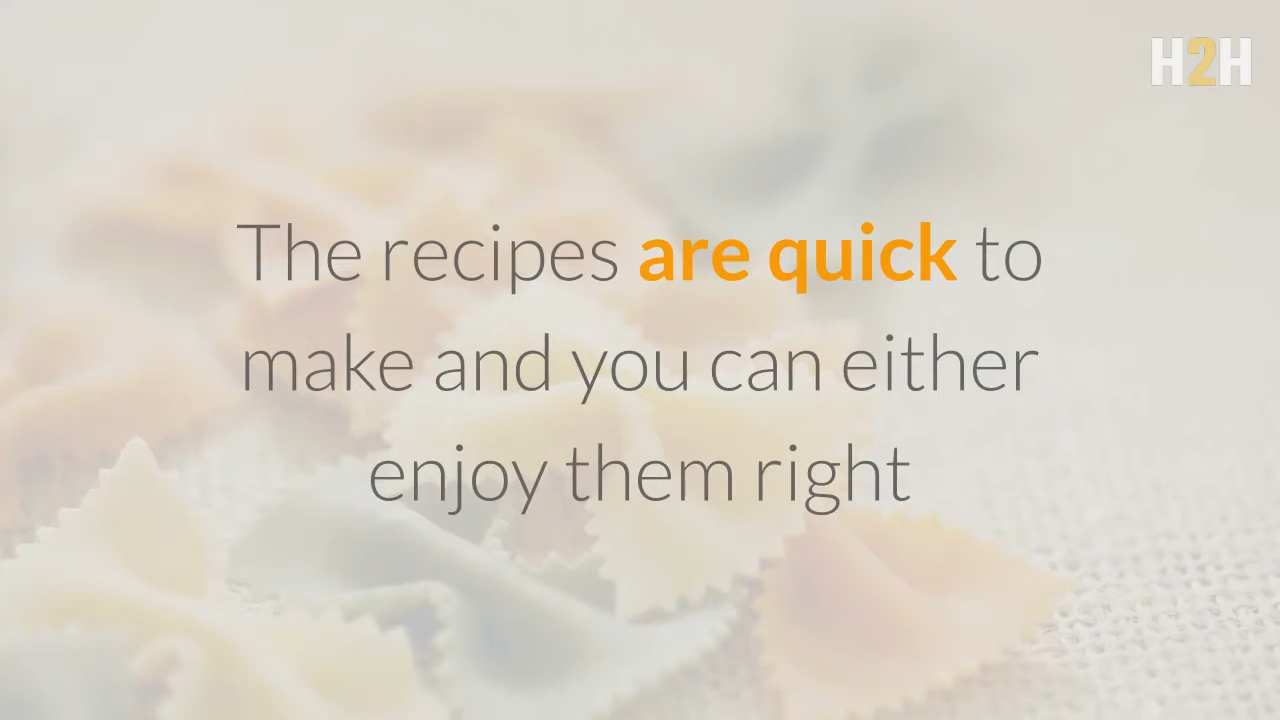 H2H
The recipes are quick to
make and you can either
enjoy them right